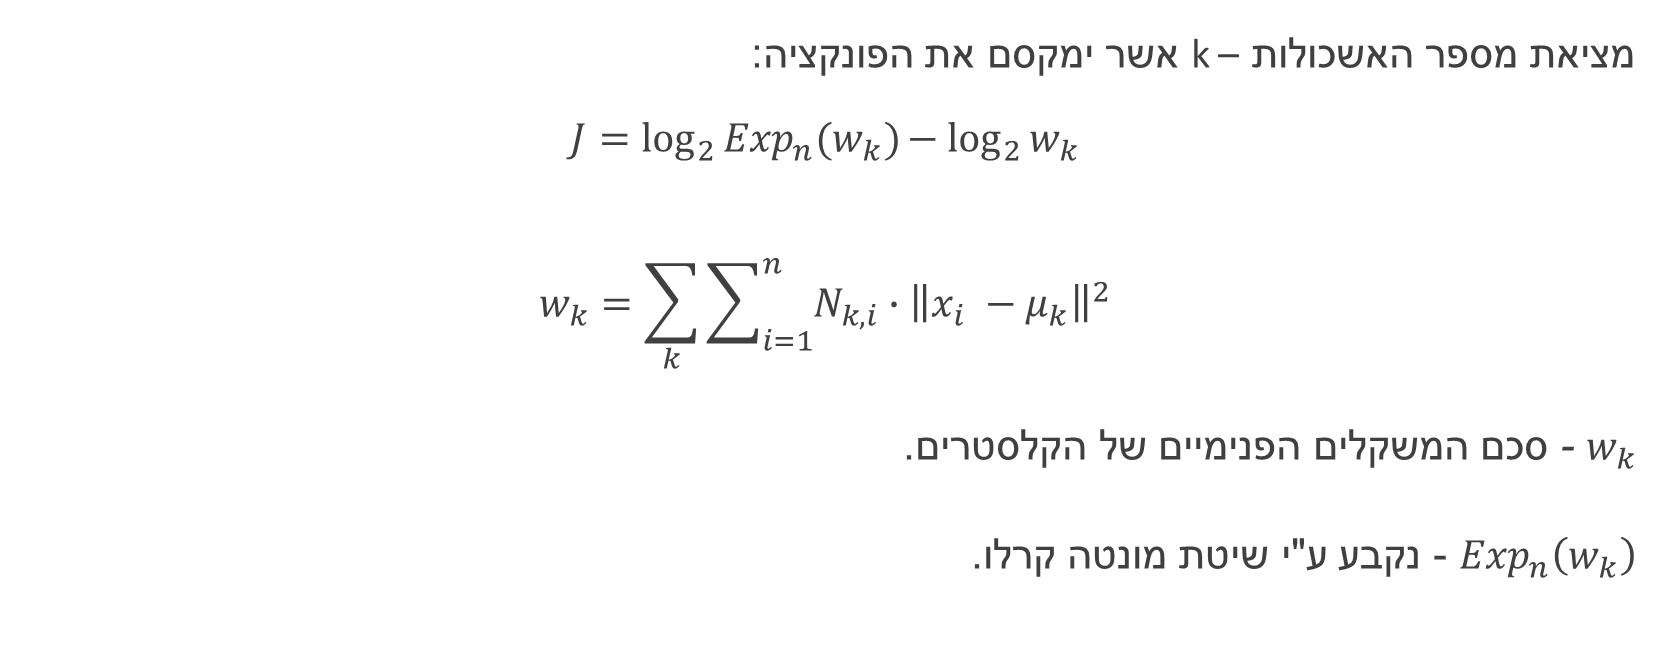 מציאת מספר האשכולות – k אשר ימקסם את הפונקציה:
J = log₂ Expₙ(wₖ) − log₂ wₖ
wₖ = ∑ₖ ∑ᵢ₌₁ⁿ Nₖ,ᵢ · ‖xᵢ − μₖ‖²
wₖ - סכם המשקלים הפנימיים של הקלסטרים.
Expₙ(wₖ) - נקבע ע"י שיטת מונטה קרלו.